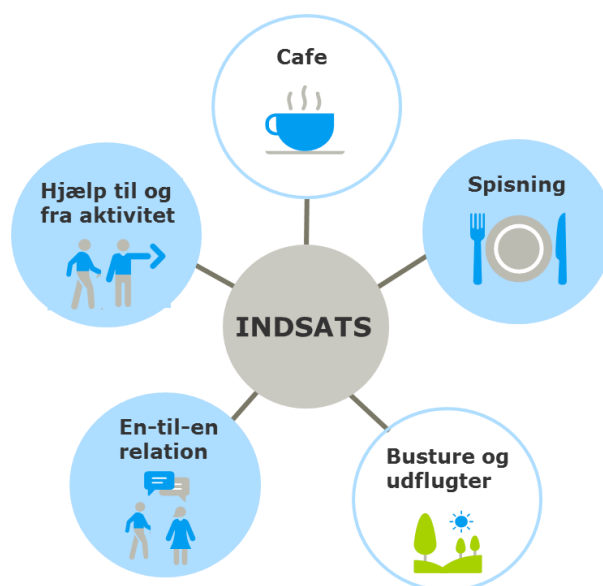 Cafe
Spisning
Hjælp til og
fra aktivitet
INDSATS
En-til-en
relation
Busture og
udflugter